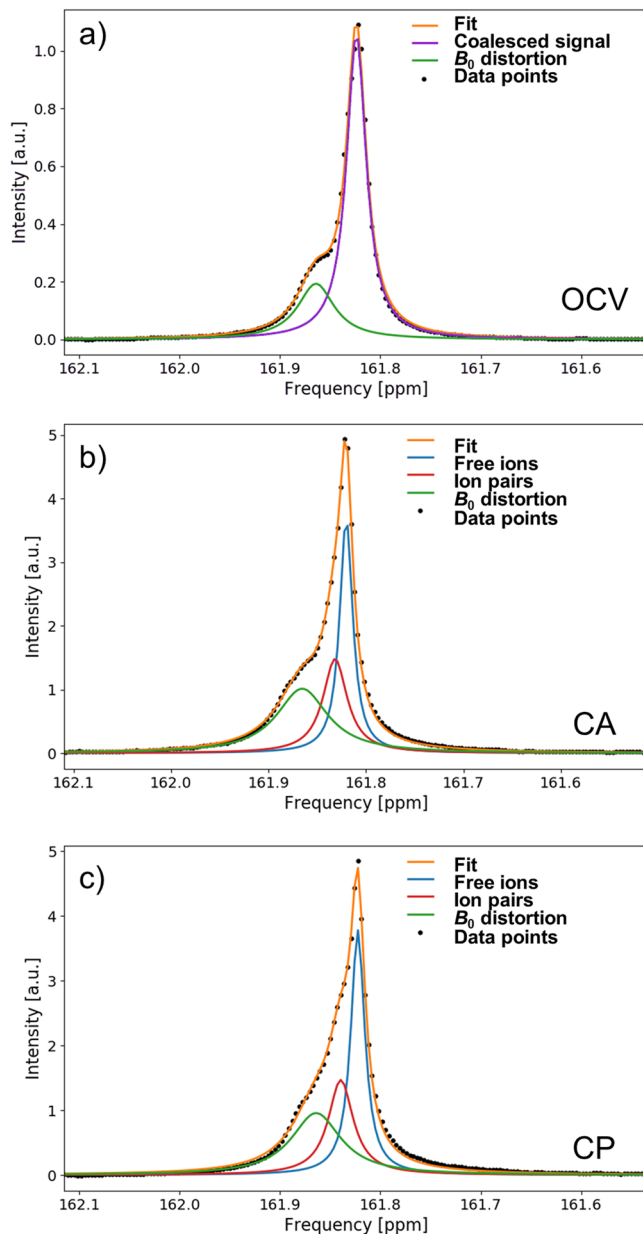 a)
Fit
Coalesced signal
B0 distortion
Data points
1.0
0.8
0.6
0.4
0.2
0.0
Intensity [a.u.]
OCV
162.1 162.0 161.9 161.8 161.7 161.6
Frequency [ppm]
b)
Fit
Free ions
Ion pairs
B0 distortion
Data points
5
4
3
2
1
0
Intensity [a.u.]
CA
162.1 162.0 161.9 161.8 161.7 161.6
Frequency [ppm]
c)
Fit
Free ions
Ion pairs
B0 distortion
Data points
5
4
3
2
1
0
Intensity [a.u.]
CP
162.1 162.0 161.9 161.8 161.7 161.6
Frequency [ppm]